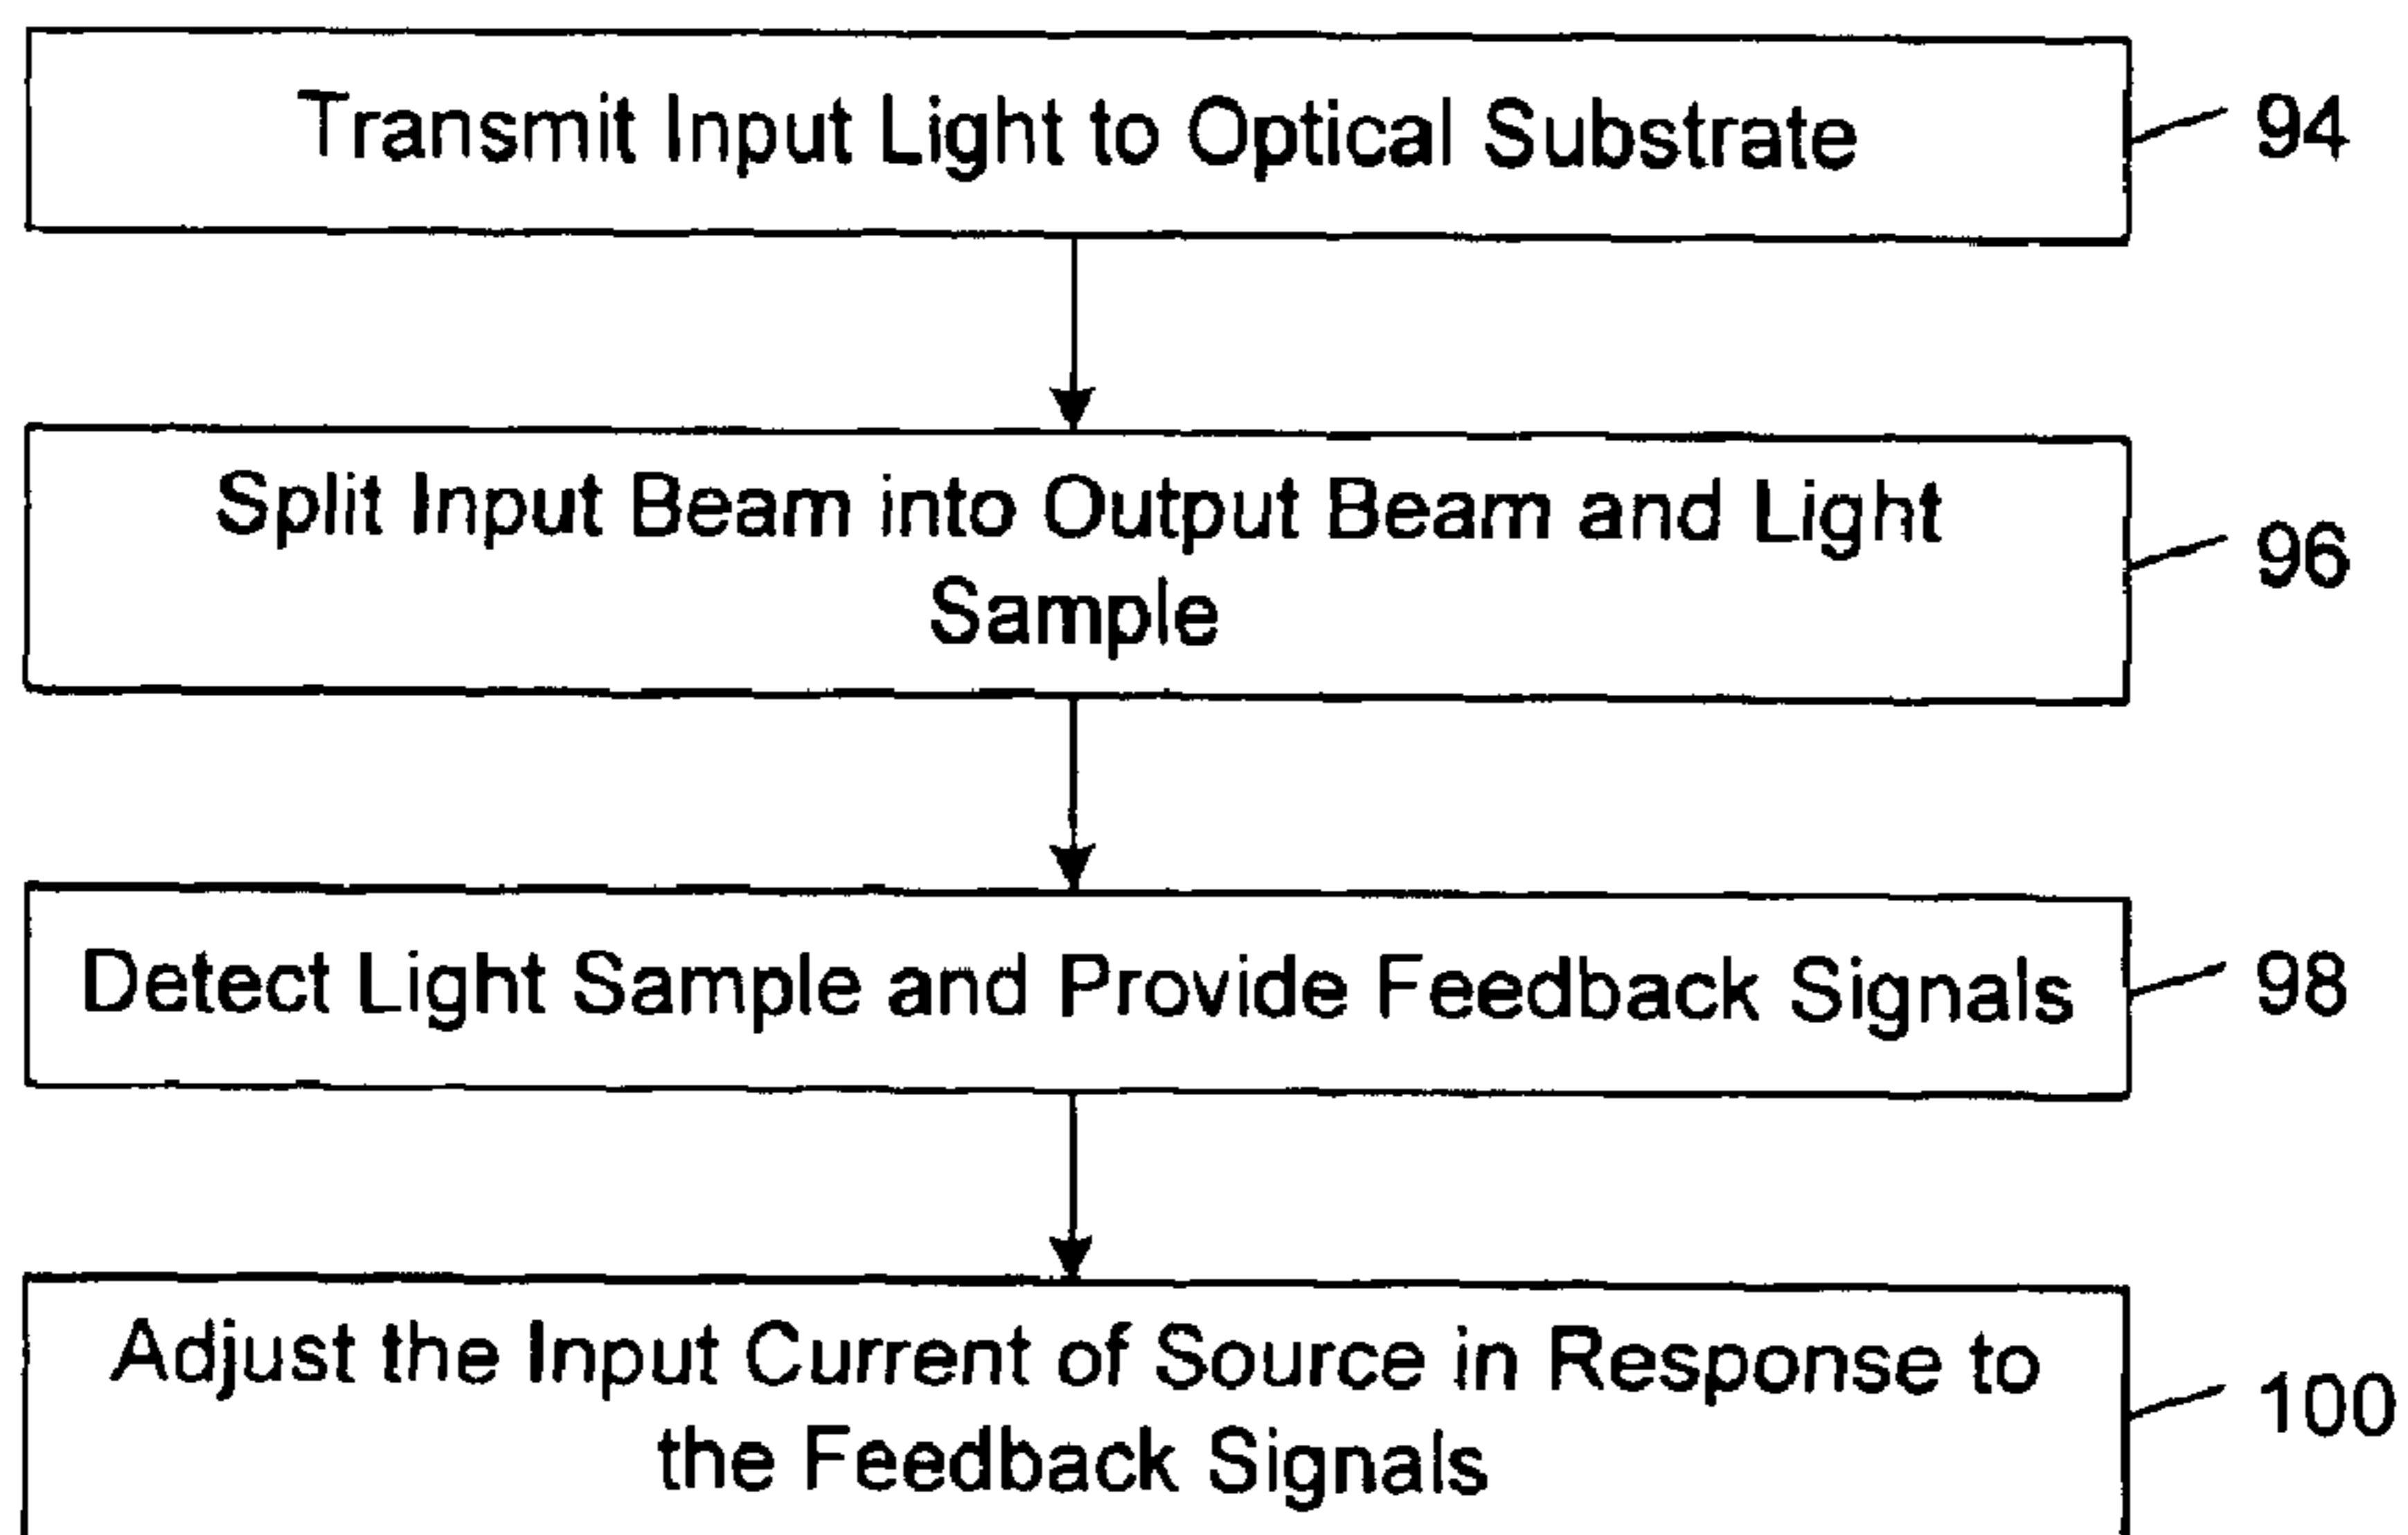 Transmit Input Light to Optical Substrate
94
Split Input Beam into Output Beam and Light
Sample
96
Detect Light Sample and Provide Feedback Signals
98
Adjust the Input Current of Source in Response to
the Feedback Signals
100